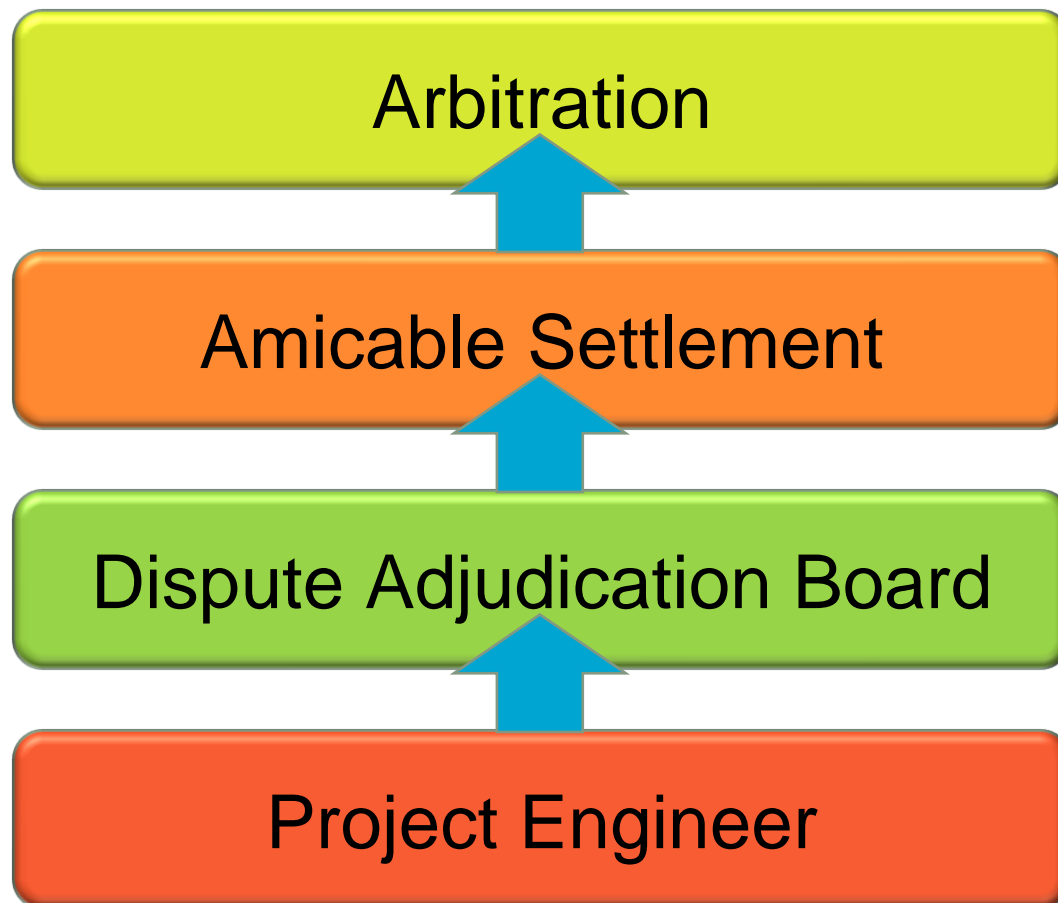 Arbitration
Amicable Settlement
Dispute Adjudication Board
Project Engineer